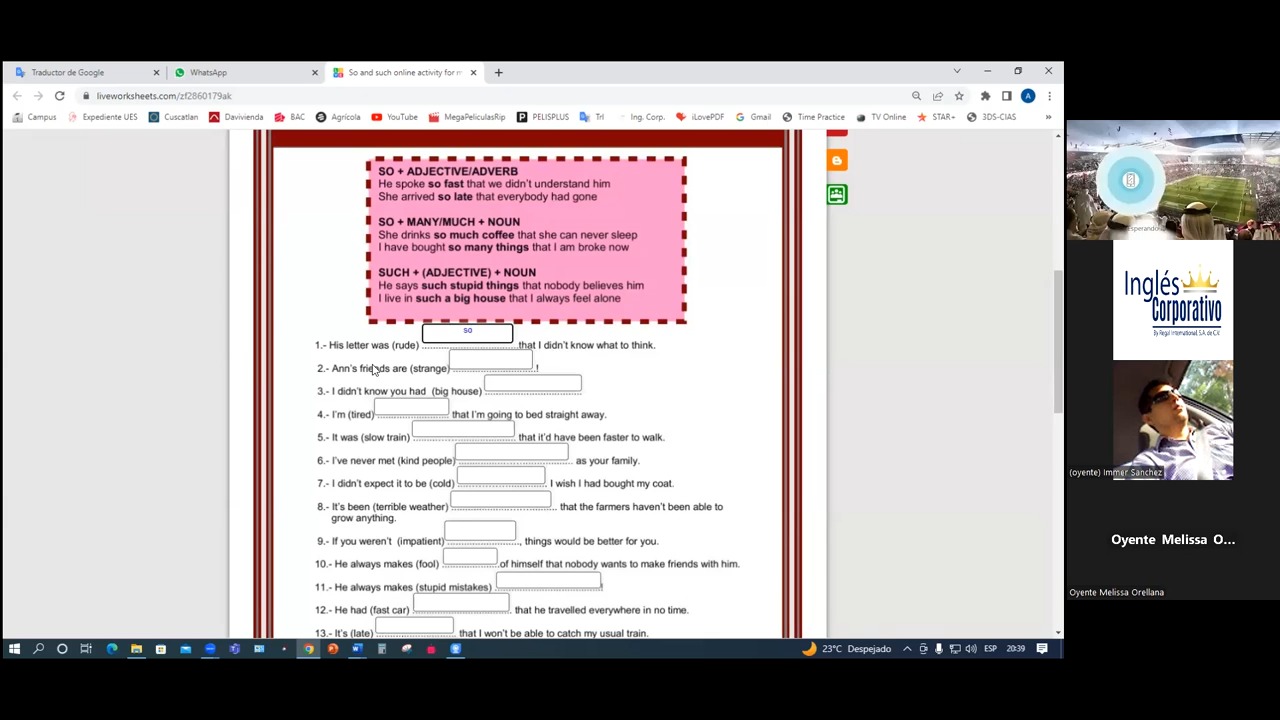 Traductor de Google
WhatsApp
So and such online activity for m
liveworksheets.com/zf2860179ak
A
Campus
Expediente UES
Cuscatlan
Davivienda
BAC
Agrícola
YouTube
MegaPeliculasRip
PELISPLUS
Trl
Ing. Corp.
iLovePDF
Gmail
Time Practice
TV Online
STAR+
3DS-CIAS
SO + ADJECTIVE/ADVERB
He spoke so fast that we didn't understand him
She arrived so late that everybody had gone
SO + MANY/MUCH + NOUN
She drinks so much coffee that she can never sleep
I have bought so many things that I am broke now
SUCH + (ADJECTIVE) + NOUN
He says such stupid things that nobody believes him
I live in such a big house that I always feel alone
so
1.- His letter was (rude) that I didn't know what to think.
2.- Ann's friends are (strange) !
3.- I didn't know you had (big house)
4.- I'm (tired) that I'm going to bed straight away.
5.- It was (slow train) that it'd have been faster to walk.
6.- I've never met (kind people) as your family.
7.- I didn't expect it to be (cold) I wish I had bought my coat.
8.- It's been (terrible weather) that the farmers haven't been able to
grow anything.
9.- If you weren't (impatient) , things would be better for you.
10.- He always makes (fool) of himself that nobody wants to make friends with him.
11.- He always makes (stupid mistakes) !
12.- He had (fast car) that he travelled everywhere in no time.
13.- It's (late) that I won't be able to catch my usual train.
23°C Despejado
ESP
20:39
Inglés
Corporativo
By Regal International, S.A. de C.V.
(oyente) Immer Sanchez
Oyente Melissa O...
Oyente Melissa Orellana